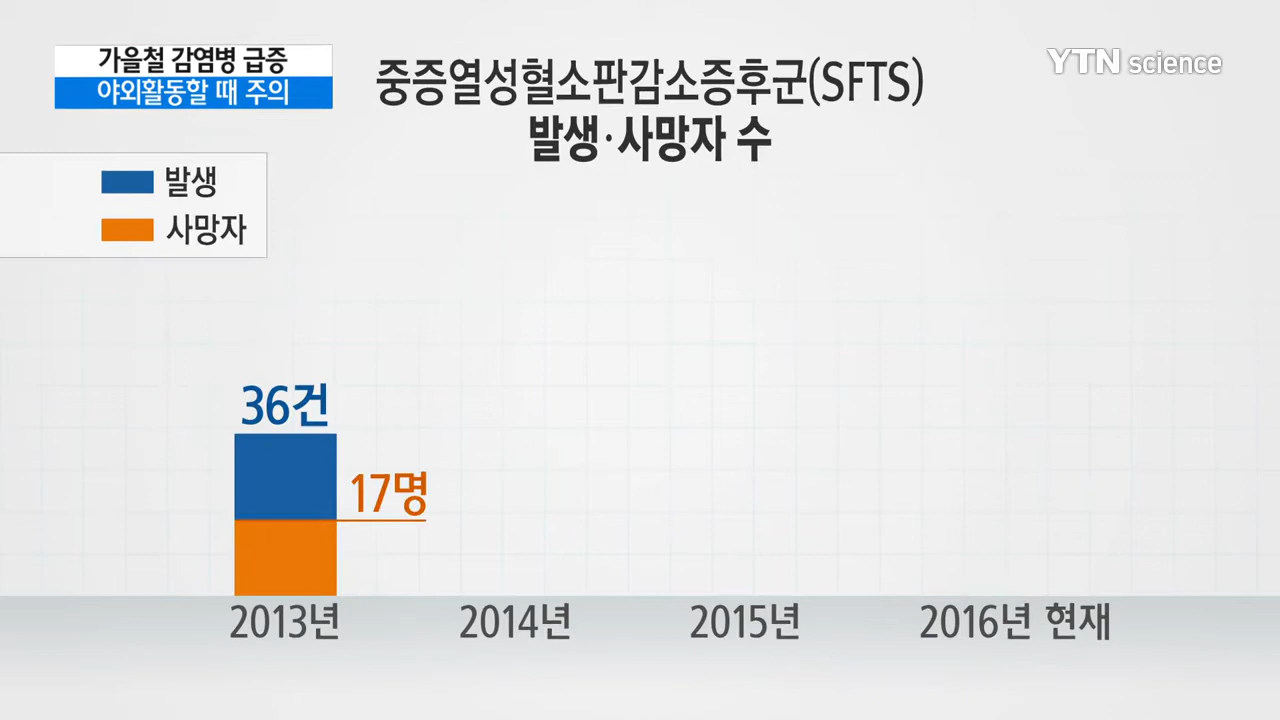 가을철 감염병 급증
야외활동할 때 주의
중증열성혈소판감소증후군(SFTS)
발생·사망자 수
YTN science
발생
사망자
36건
17명
2013년
2014년
2015년
2016년 현재